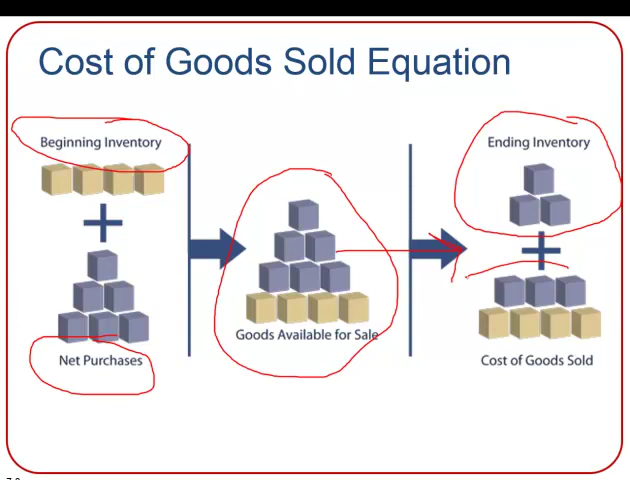 Cost of Goods Sold Equation
Beginning Inventory
+
Net Purchases
Goods Available for Sale
Ending Inventory
+
Cost of Goods Sold